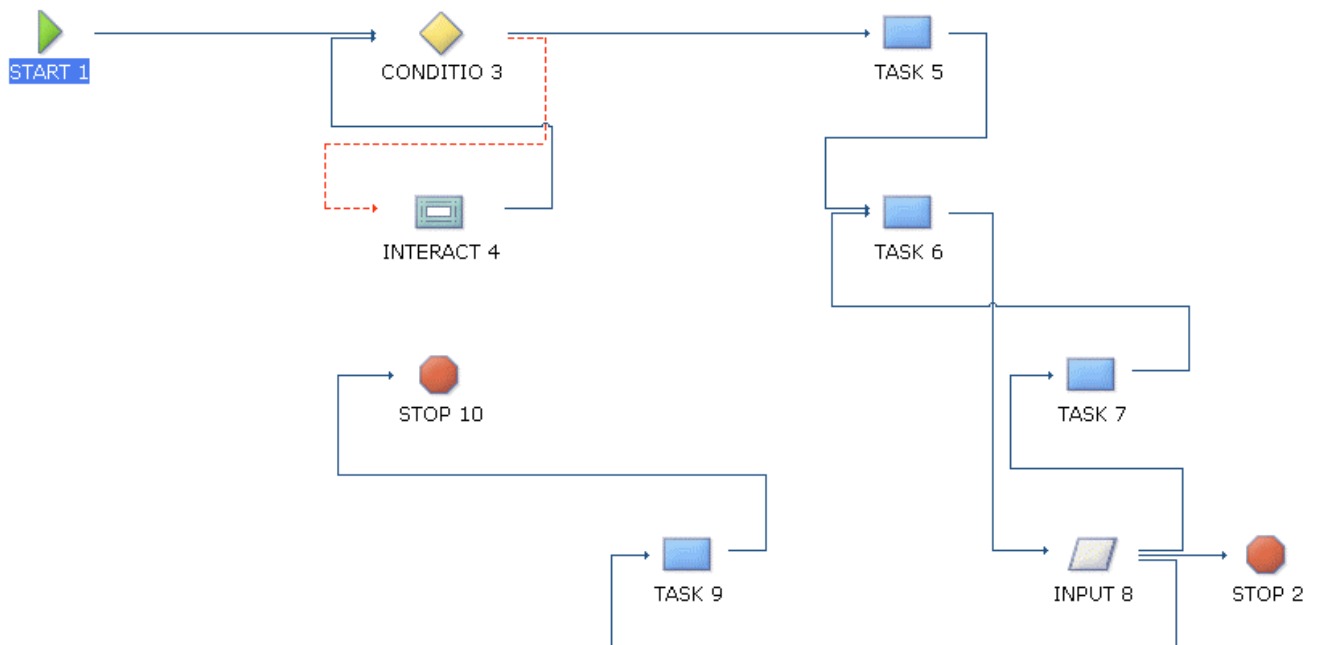 START 1
CONDITIO 3
TASK 5
INTERACT 4
TASK 6
STOP 10
TASK 7
TASK 9
INPUT 8
STOP 2